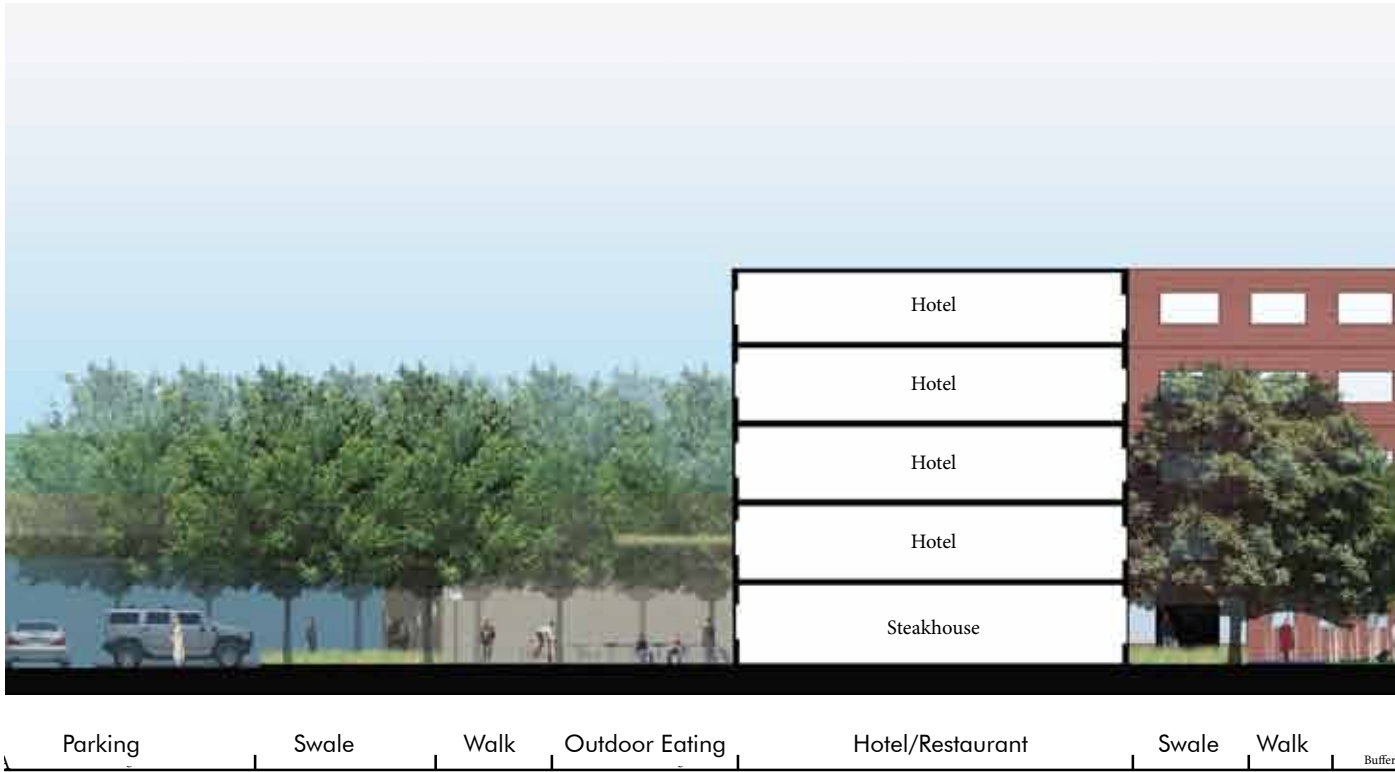 Hotel
Hotel
Hotel
Hotel
Steakhouse
Parking Swale Walk Outdoor Eating Hotel/Restaurant Swale Walk
Buffer